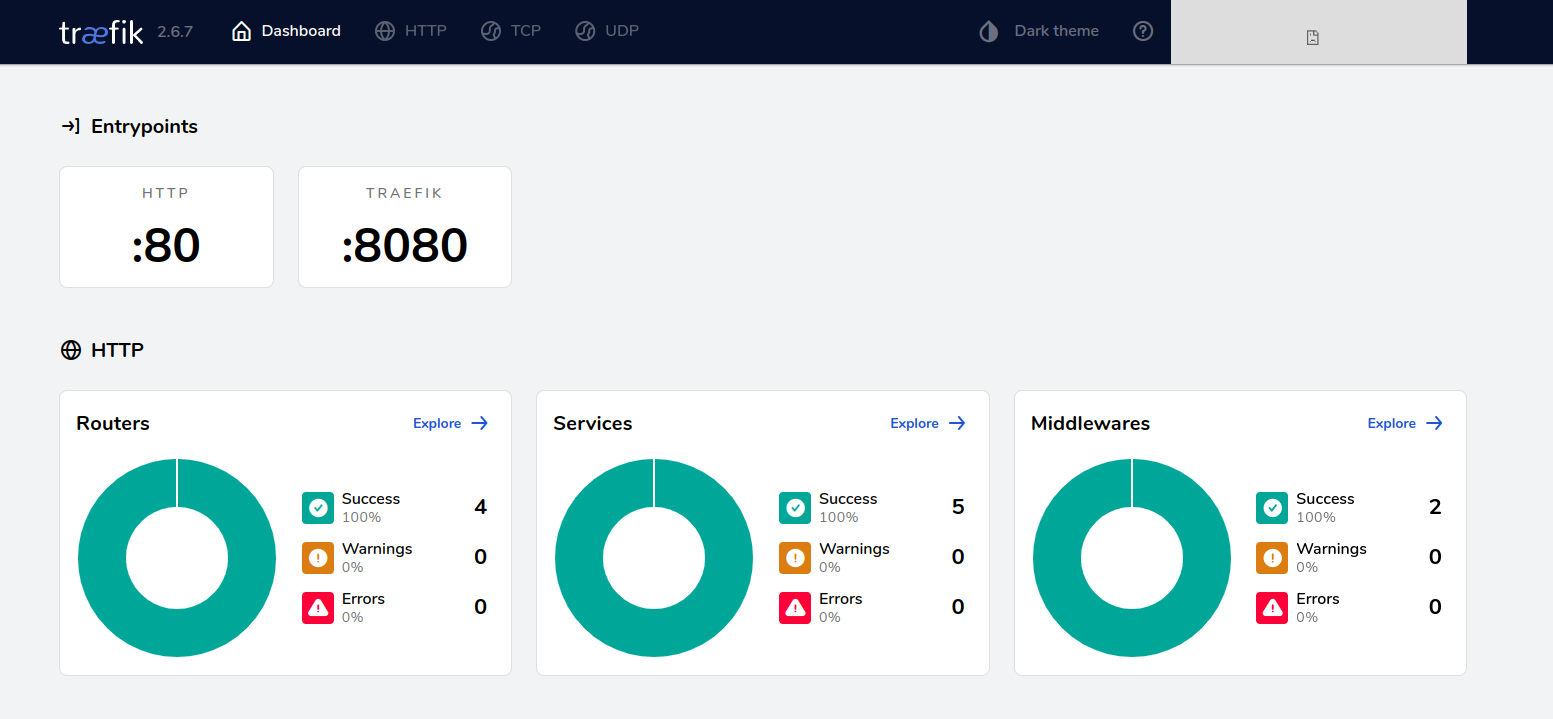 træfik 2.6.7 Dashboard HTTP TCP UDP Dark theme
Entrypoints
HTTP TRAEFIK
:80 :8080
HTTP
Routers Explore
Success 4
100%
Warnings 0
0%
Errors 0
0%
Services Explore
Success 5
100%
Warnings 0
0%
Errors 0
0%
Middlewares Explore
Success 2
100%
Warnings 0
0%
Errors 0
0%